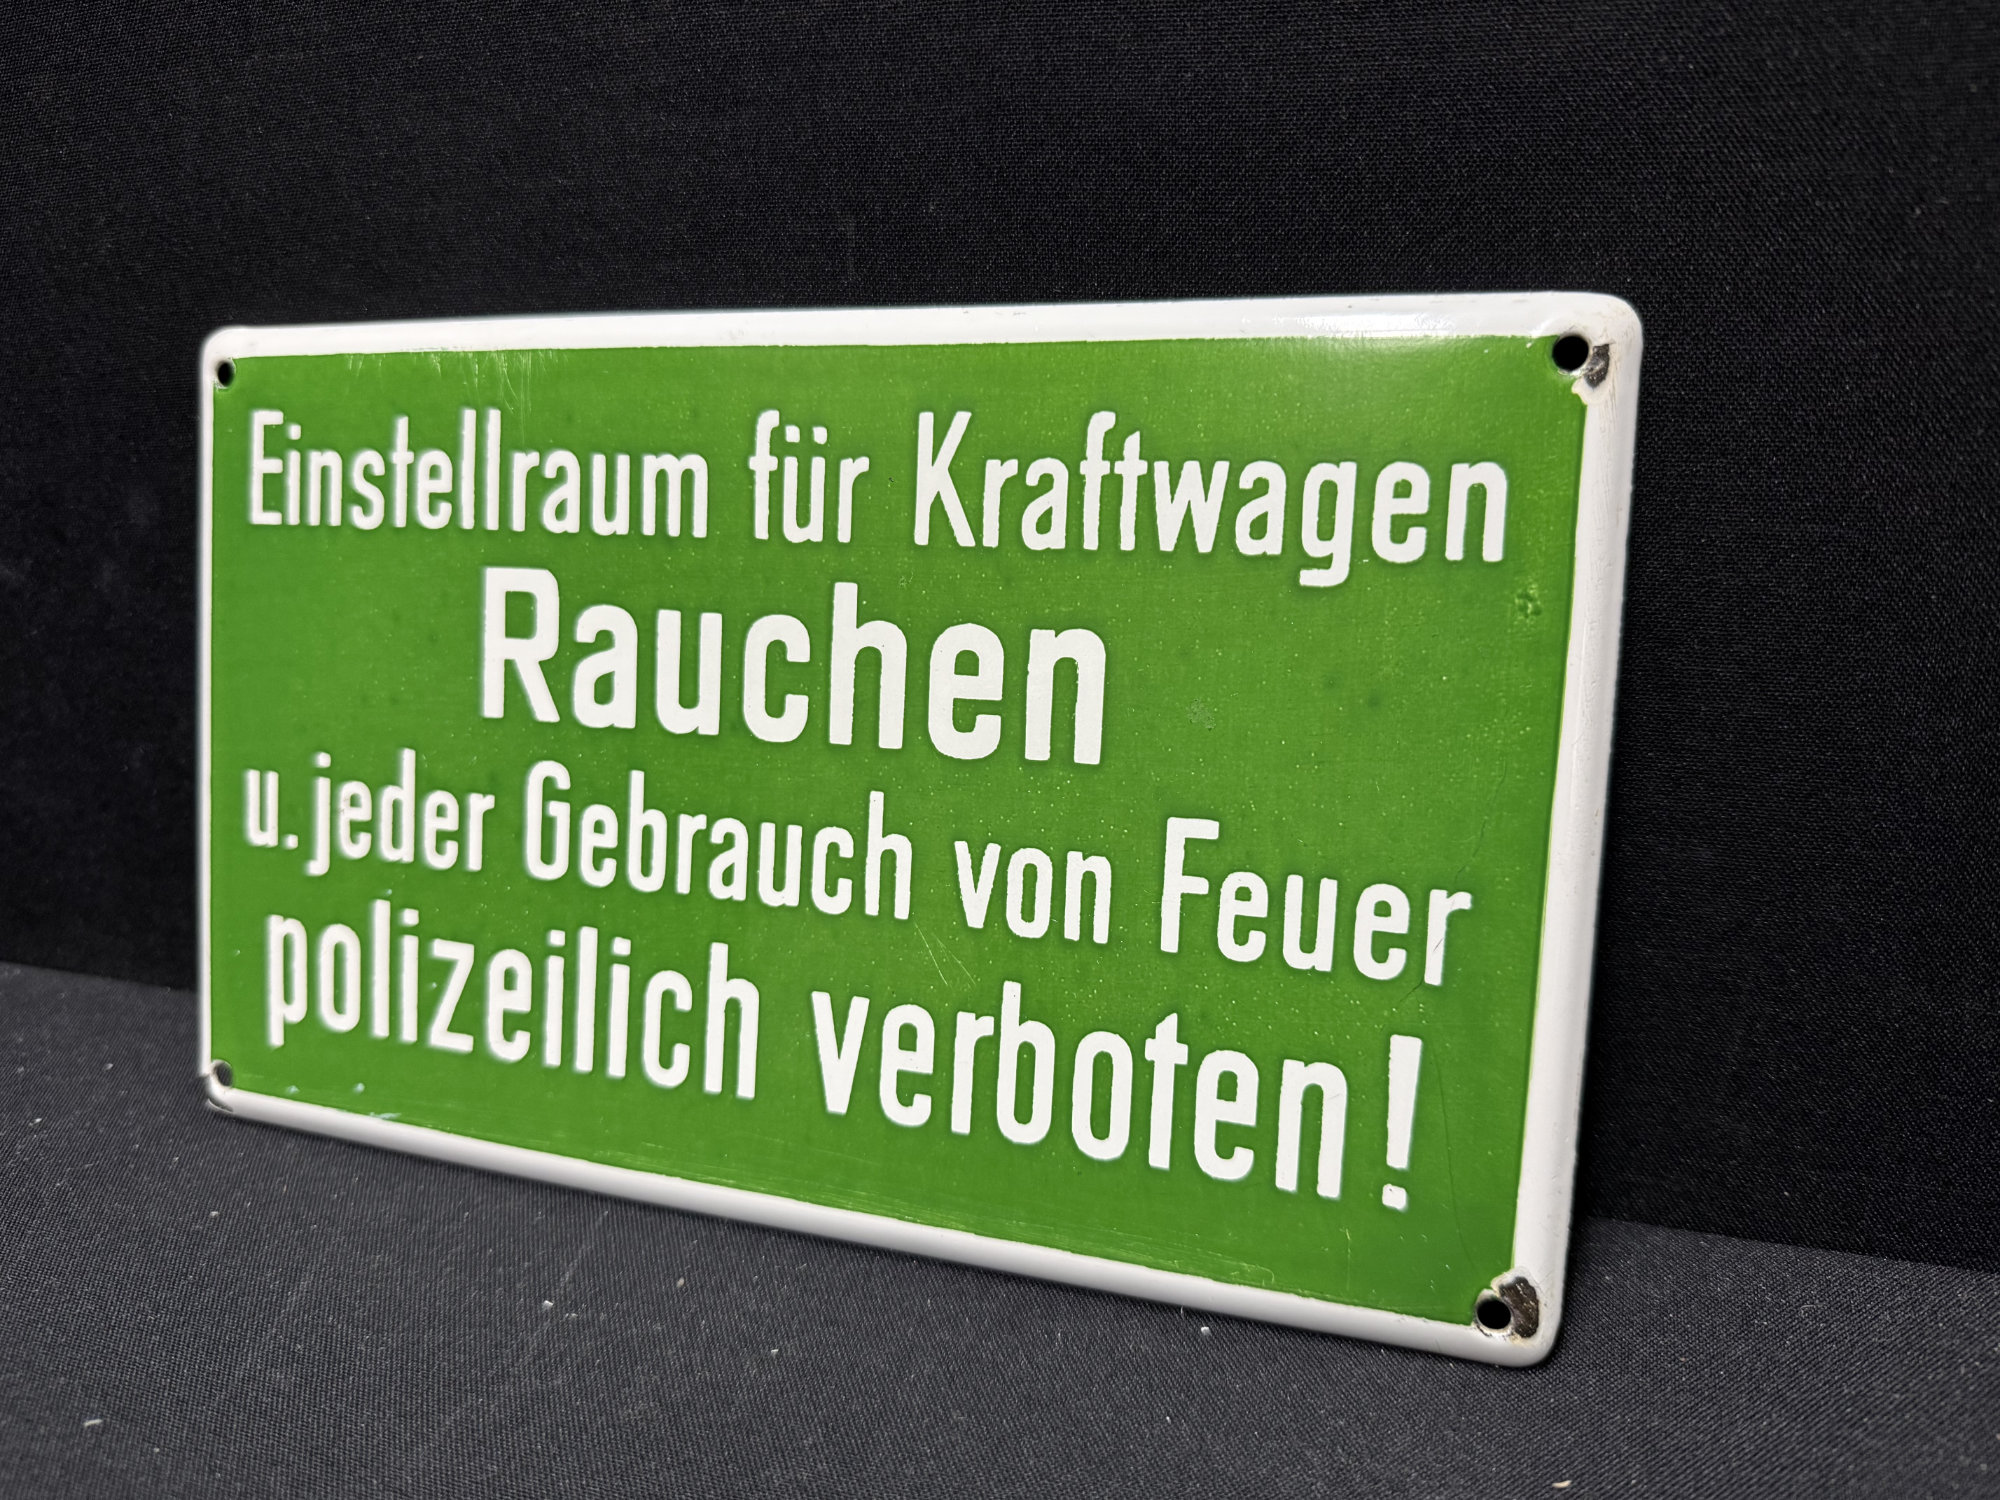 Einstellraum für Kraftwagen
Rauchen
u. jeder Gebrauch von Feuer
polizeilich verboten!